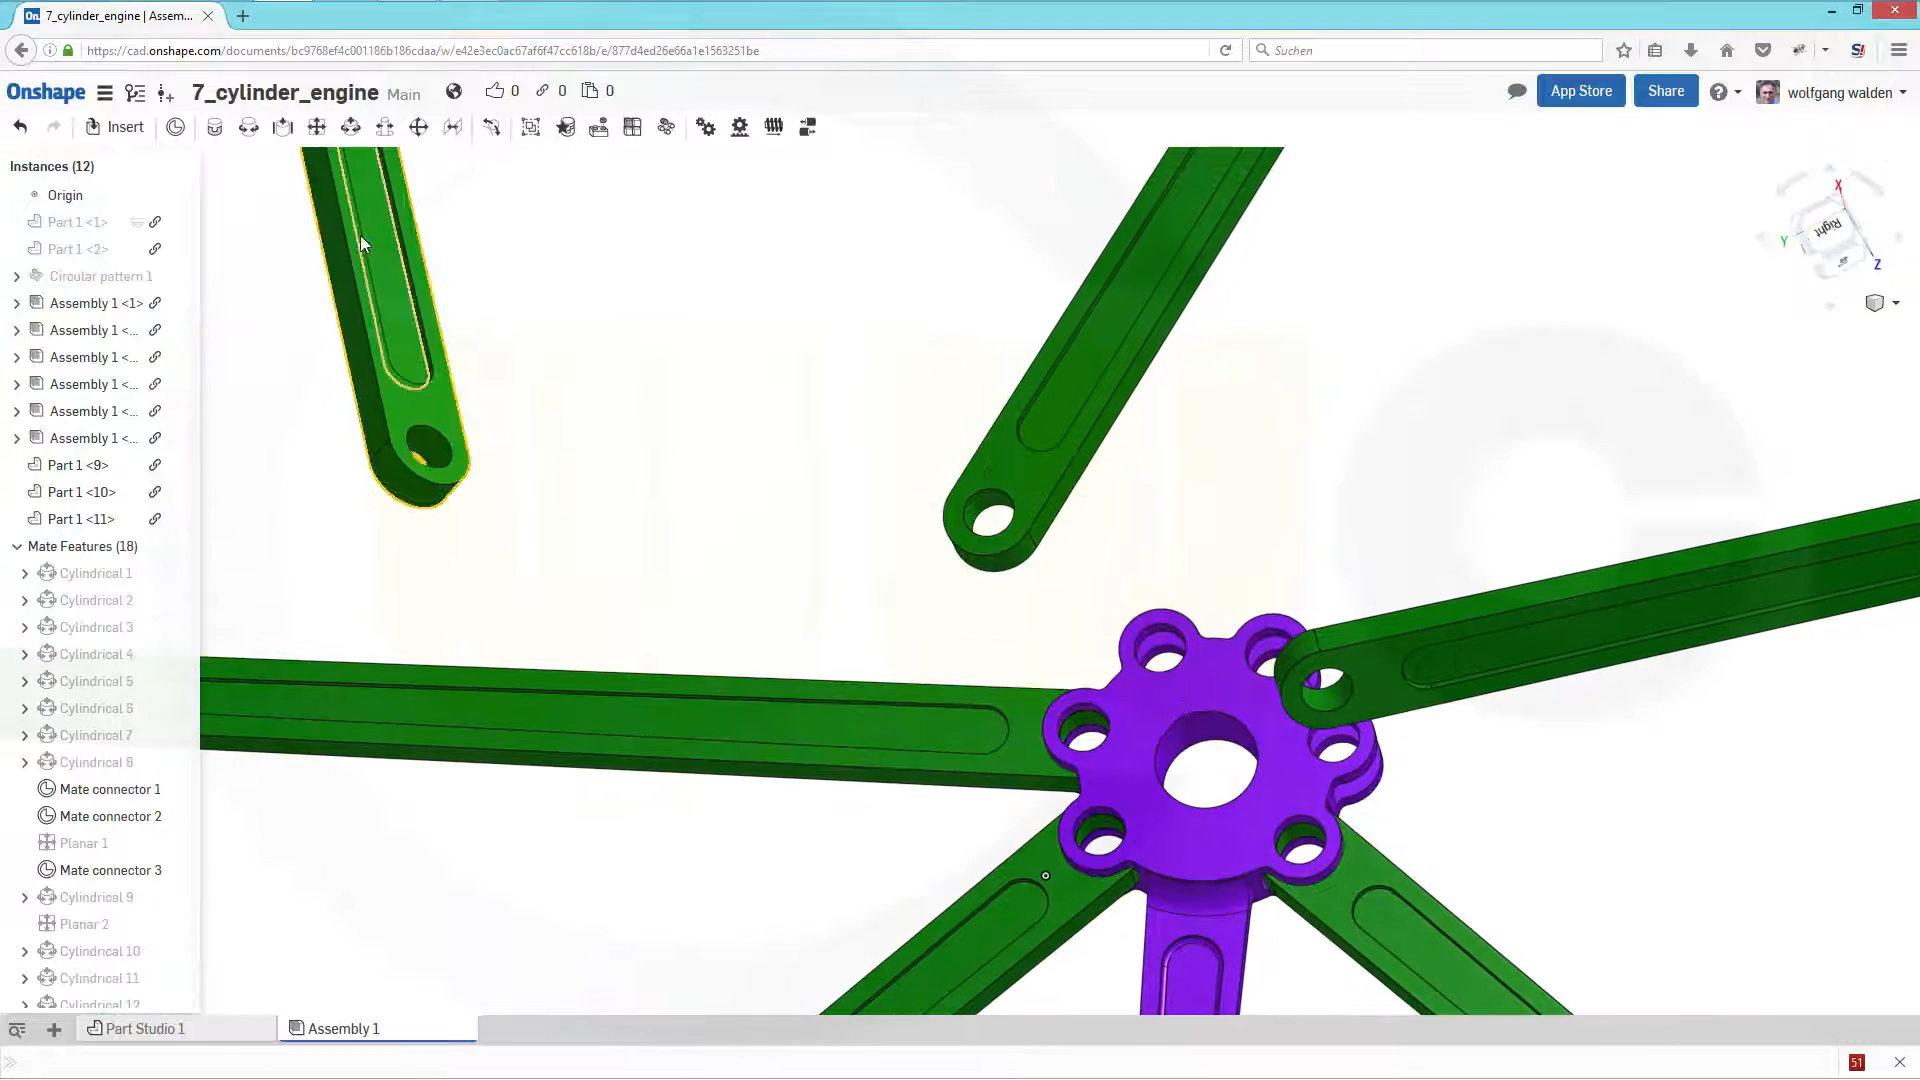 7_cylinder_engine | Assem...
https://cad.onshape.com/documents/bc9768ef4c001186b186cdaa/w/e42e3ec0ac67af6f47cc618b/e/877d4ed26e66a1e1563251be
Suchen
Onshape
7_cylinder_engine Main
0 0 0
App Store
Share
wolfgang walden
Insert
Instances (12)
Origin
Part 1 <1>
Part 1 <2>
Circular pattern 1
Assembly 1 <1>
Assembly 1 <...
Assembly 1 <...
Assembly 1 <...
Assembly 1 <...
Assembly 1 <...
Part 1 <9>
Part 1 <10>
Part 1 <11>
Mate Features (18)
Cylindrical 1
Cylindrical 2
Cylindrical 3
Cylindrical 4
Cylindrical 5
Cylindrical 6
Cylindrical 7
Cylindrical 8
Mate connector 1
Mate connector 2
Planar 1
Mate connector 3
Cylindrical 9
Planar 2
Cylindrical 10
Cylindrical 11
Cylindrical 12
X
Y
Right
Z
Part Studio 1
Assembly 1
51